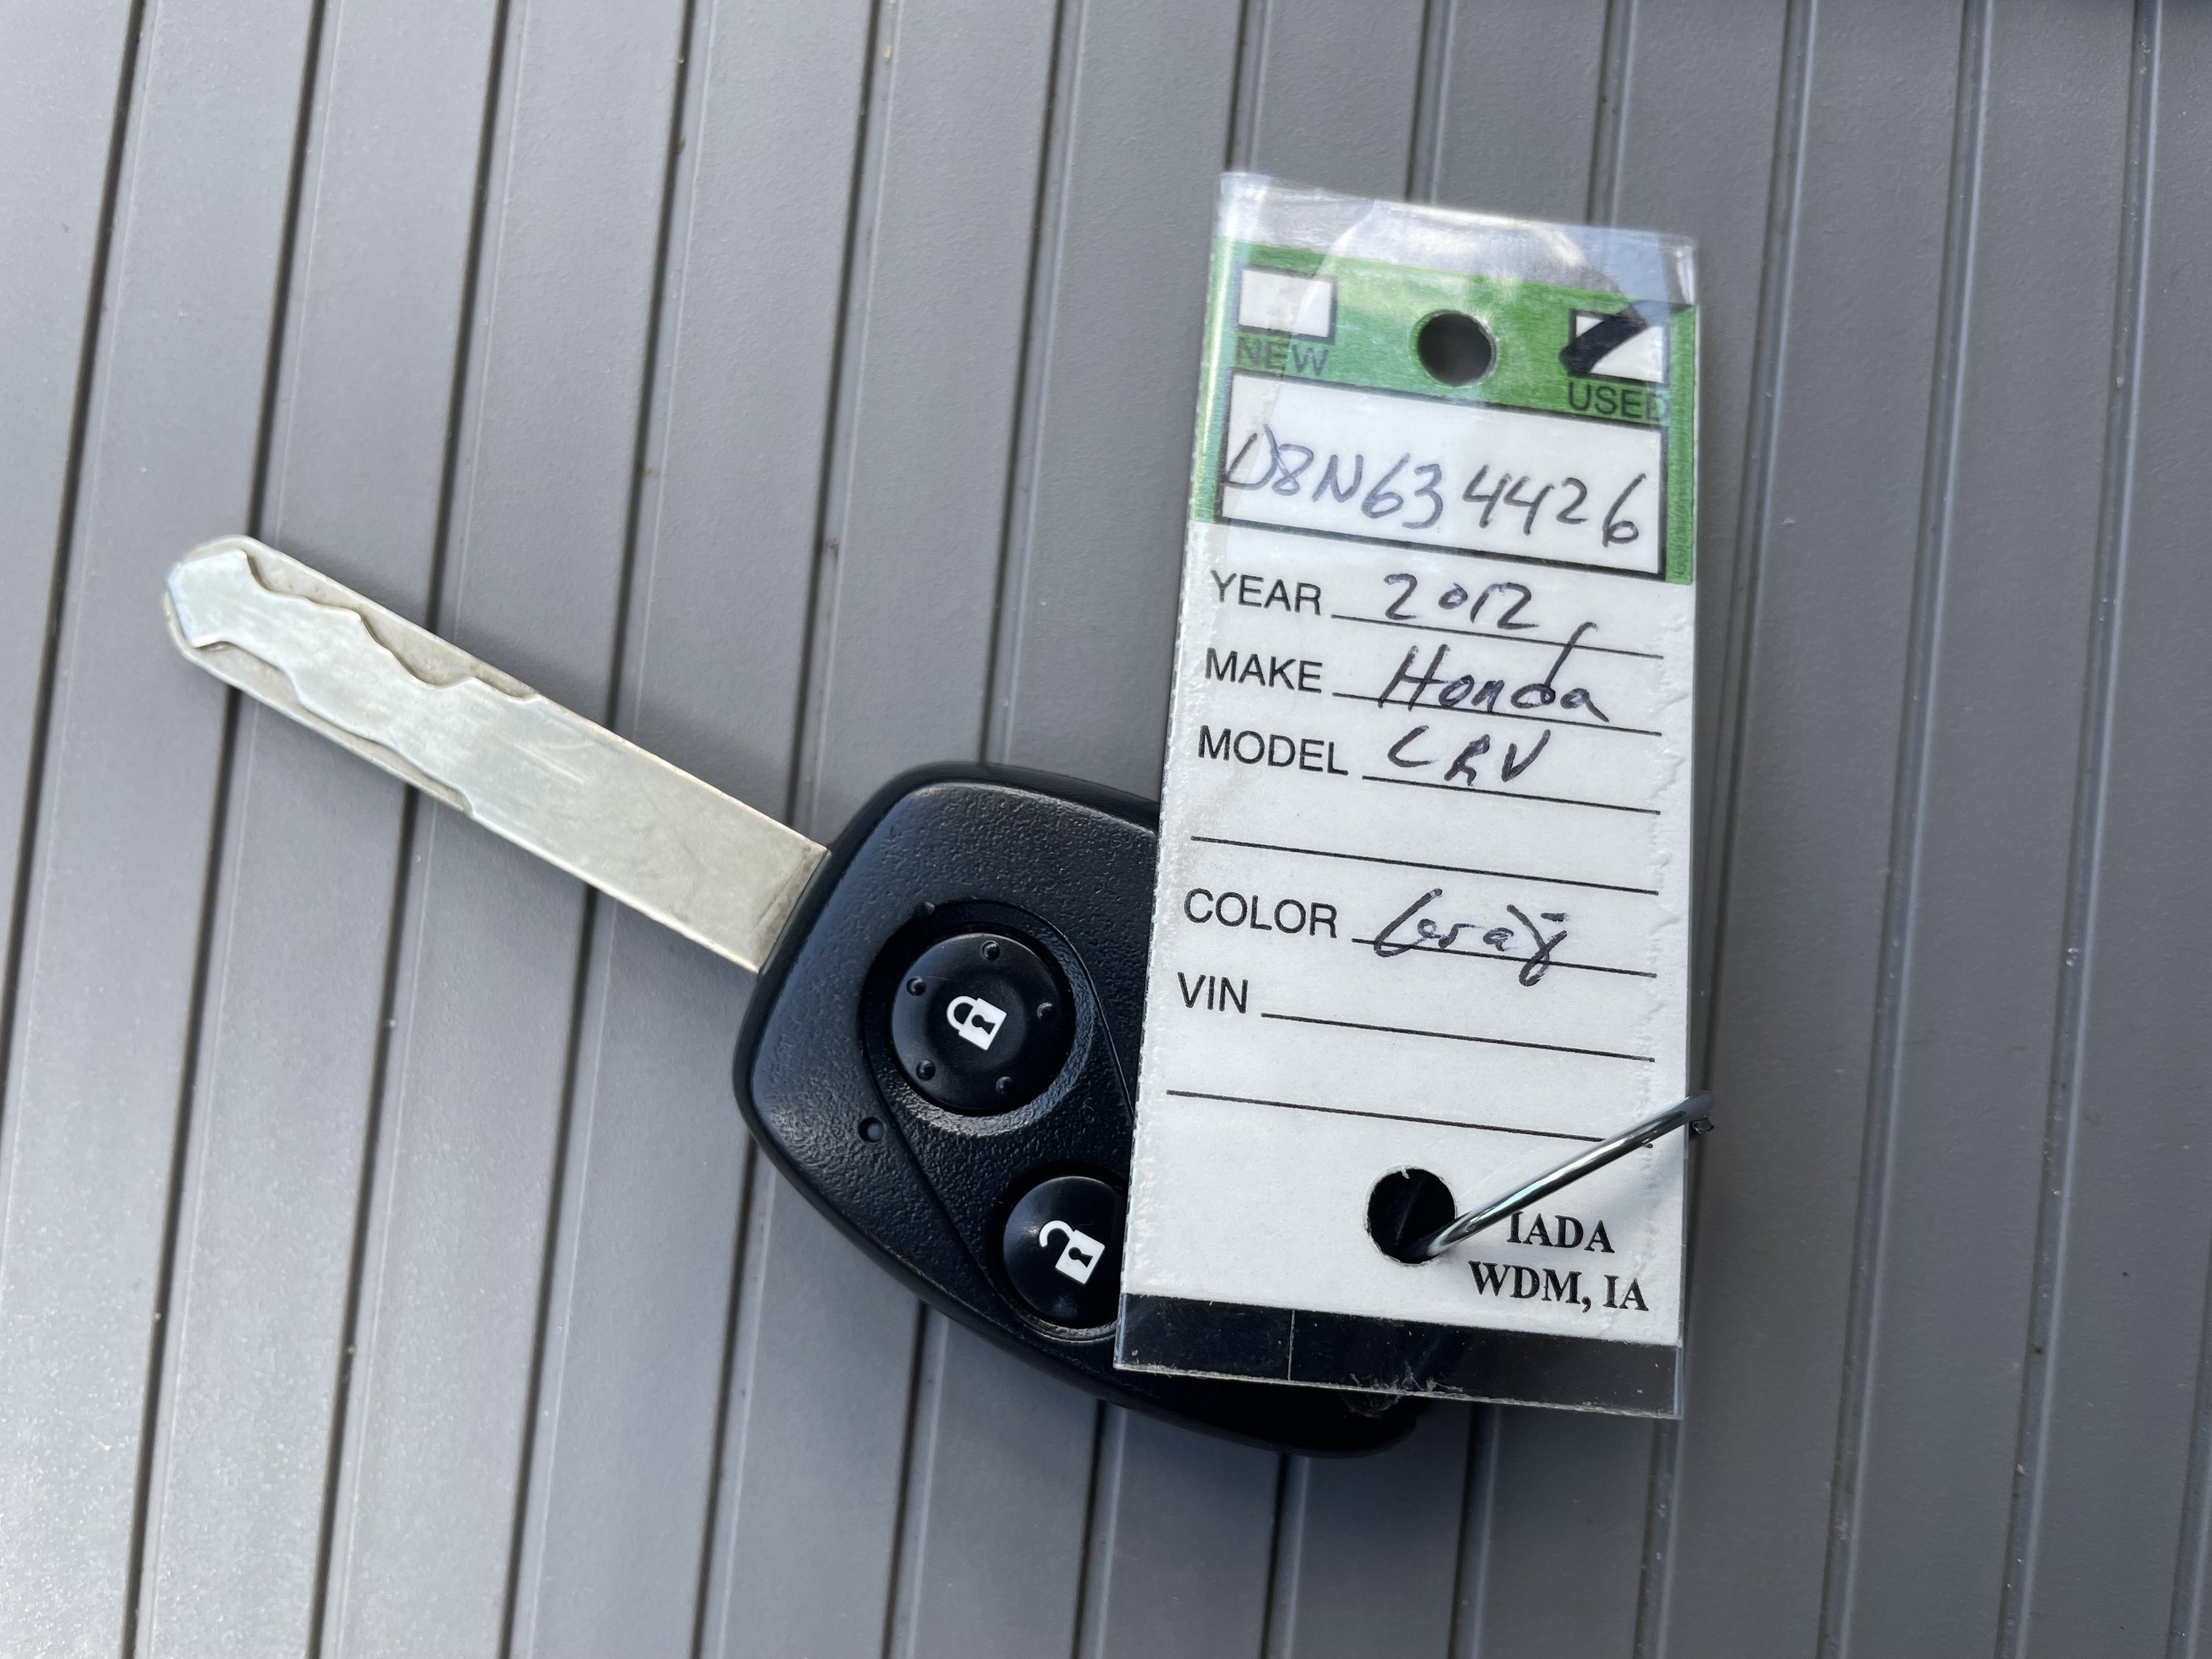 NEW
USED
D8N634426
YEAR 2012
MAKE Honda
MODEL CRV
COLOR Gray
VIN
IADA
WDM, IA